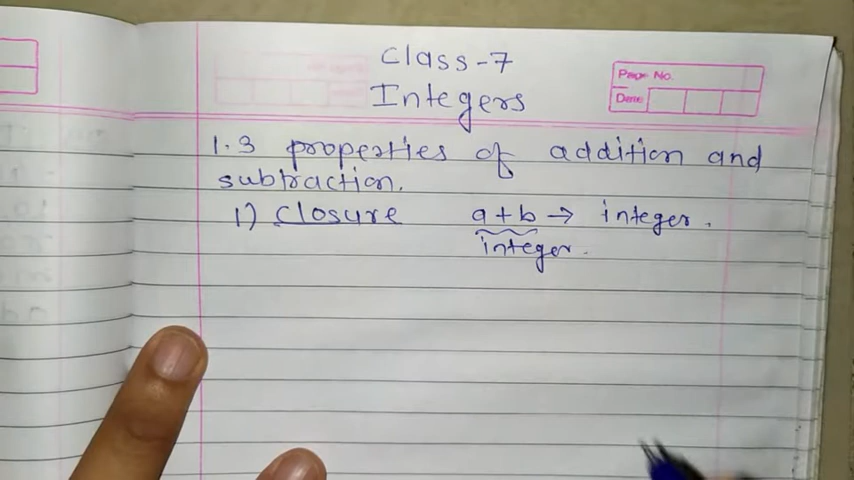 Class-7
Integers
Page No.
Date
1.3 properties of addition and
subtraction.
1) closure a+b → integer.
integer.